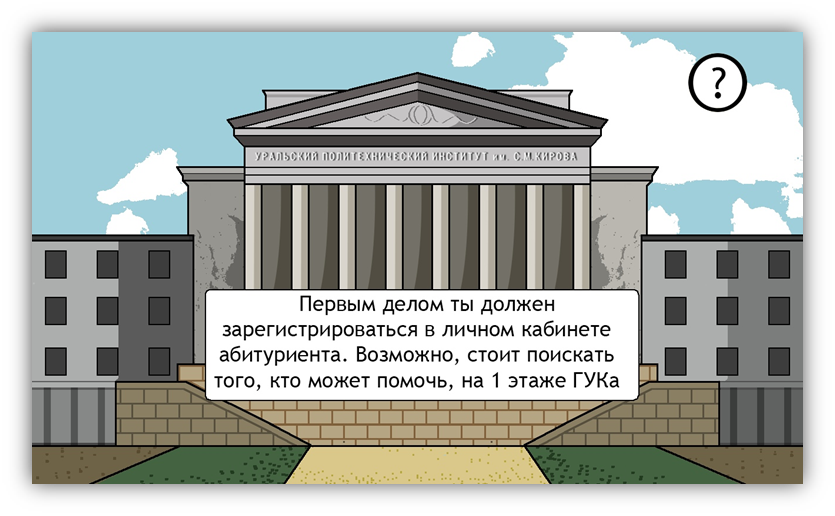 ?
УРАЛЬСКИЙ ПОЛИТЕХНИЧЕСКИЙ ИНСТИТУТ им. С.М.КИРОВА
Первым делом ты должен
зарегистрироваться в личном кабинете
абитуриента. Возможно, стоит поискать
того, кто может помочь, на 1 этаже ГУКа